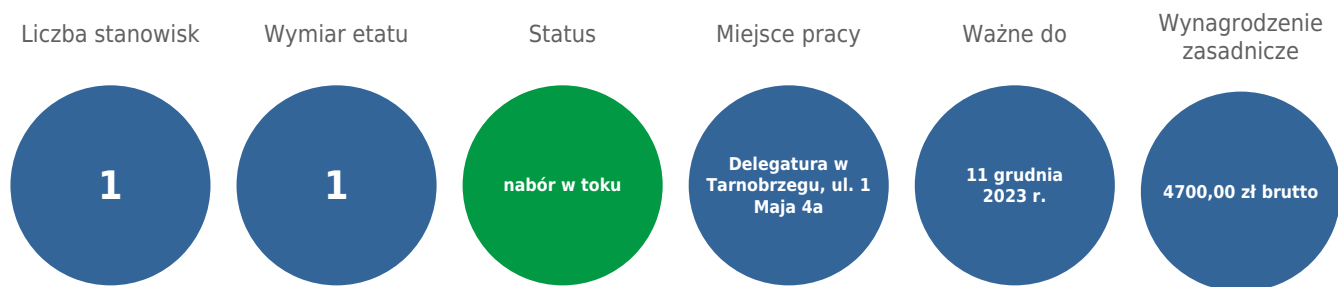 Liczba stanowisk
1
Wymiar etatu
1
Status
nabór w toku
Miejsce pracy
Delegatura w
Tarnobrzegu, ul. 1
Maja 4a
Ważne do
11 grudnia
2023 r.
Wynagrodzenie
zasadnicze
4700,00 zł brutto